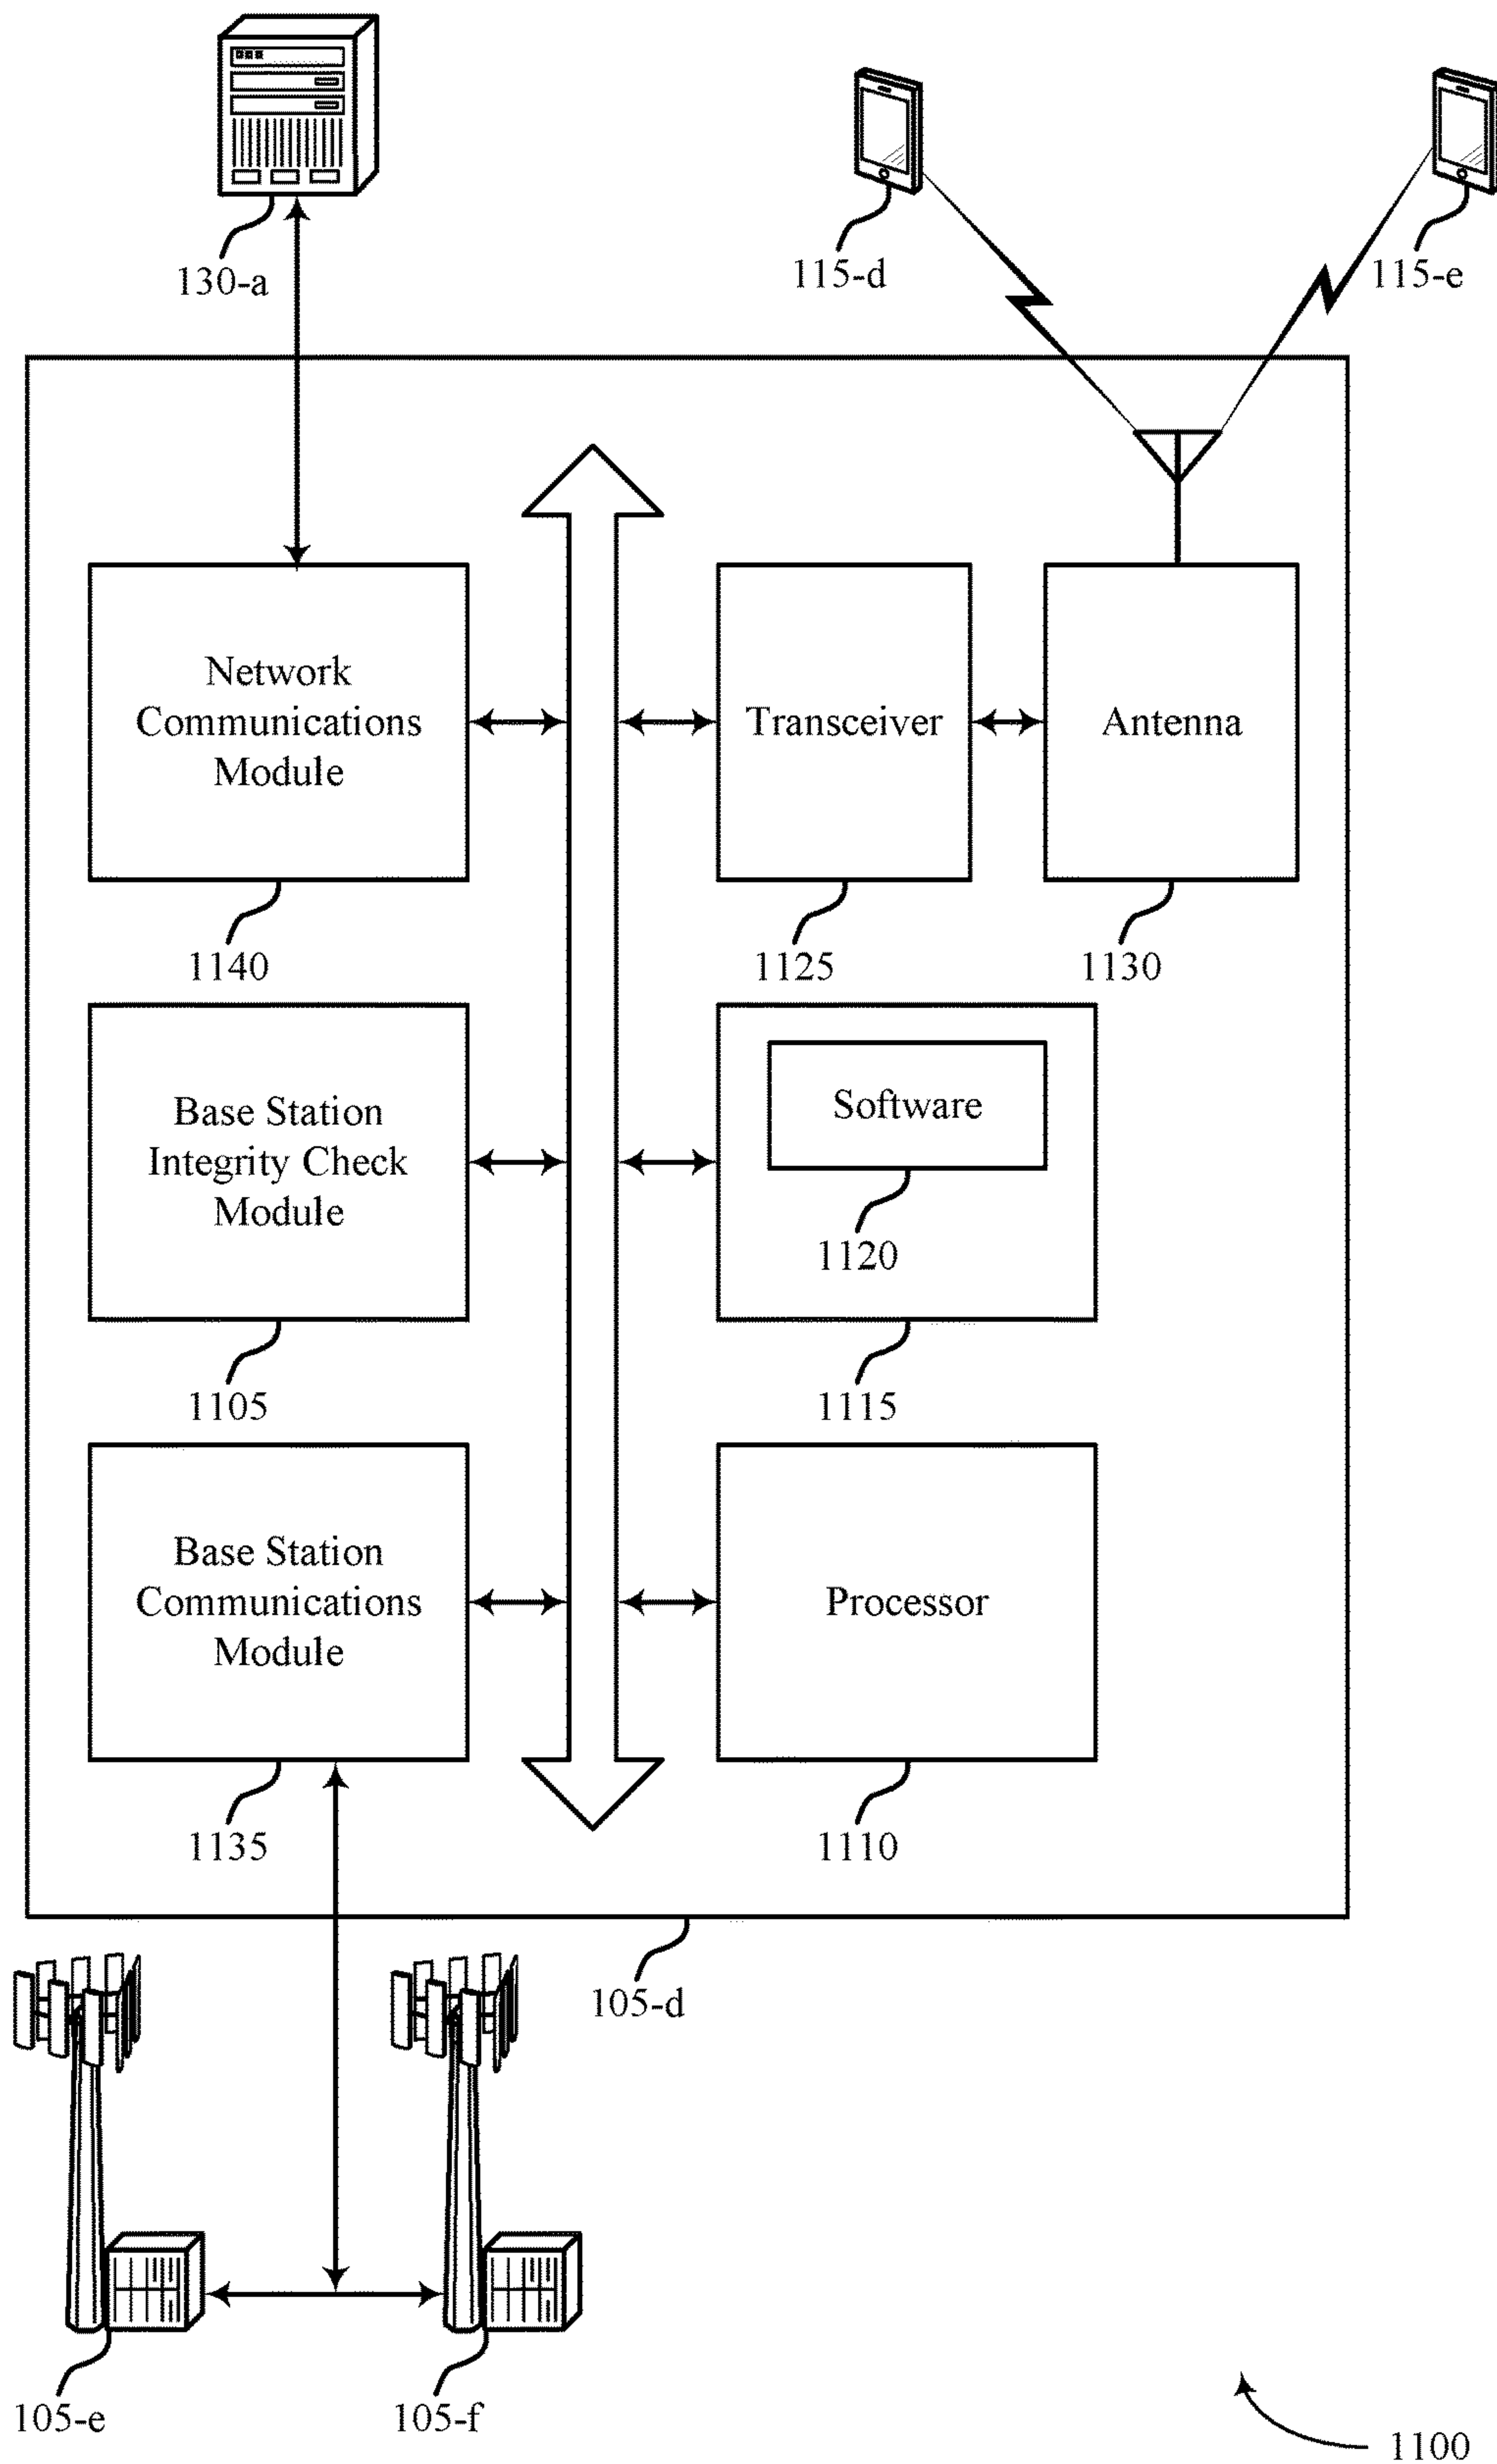 130-a
115-d
115-e
Network
Communications
Module
Transceiver
Antenna
1140
1125
1130
Base Station
Integrity Check
Module
Software
1120
1105
1115
Base Station
Communications
Module
Processor
1135
1110
105-d
105-e
105-f
1100